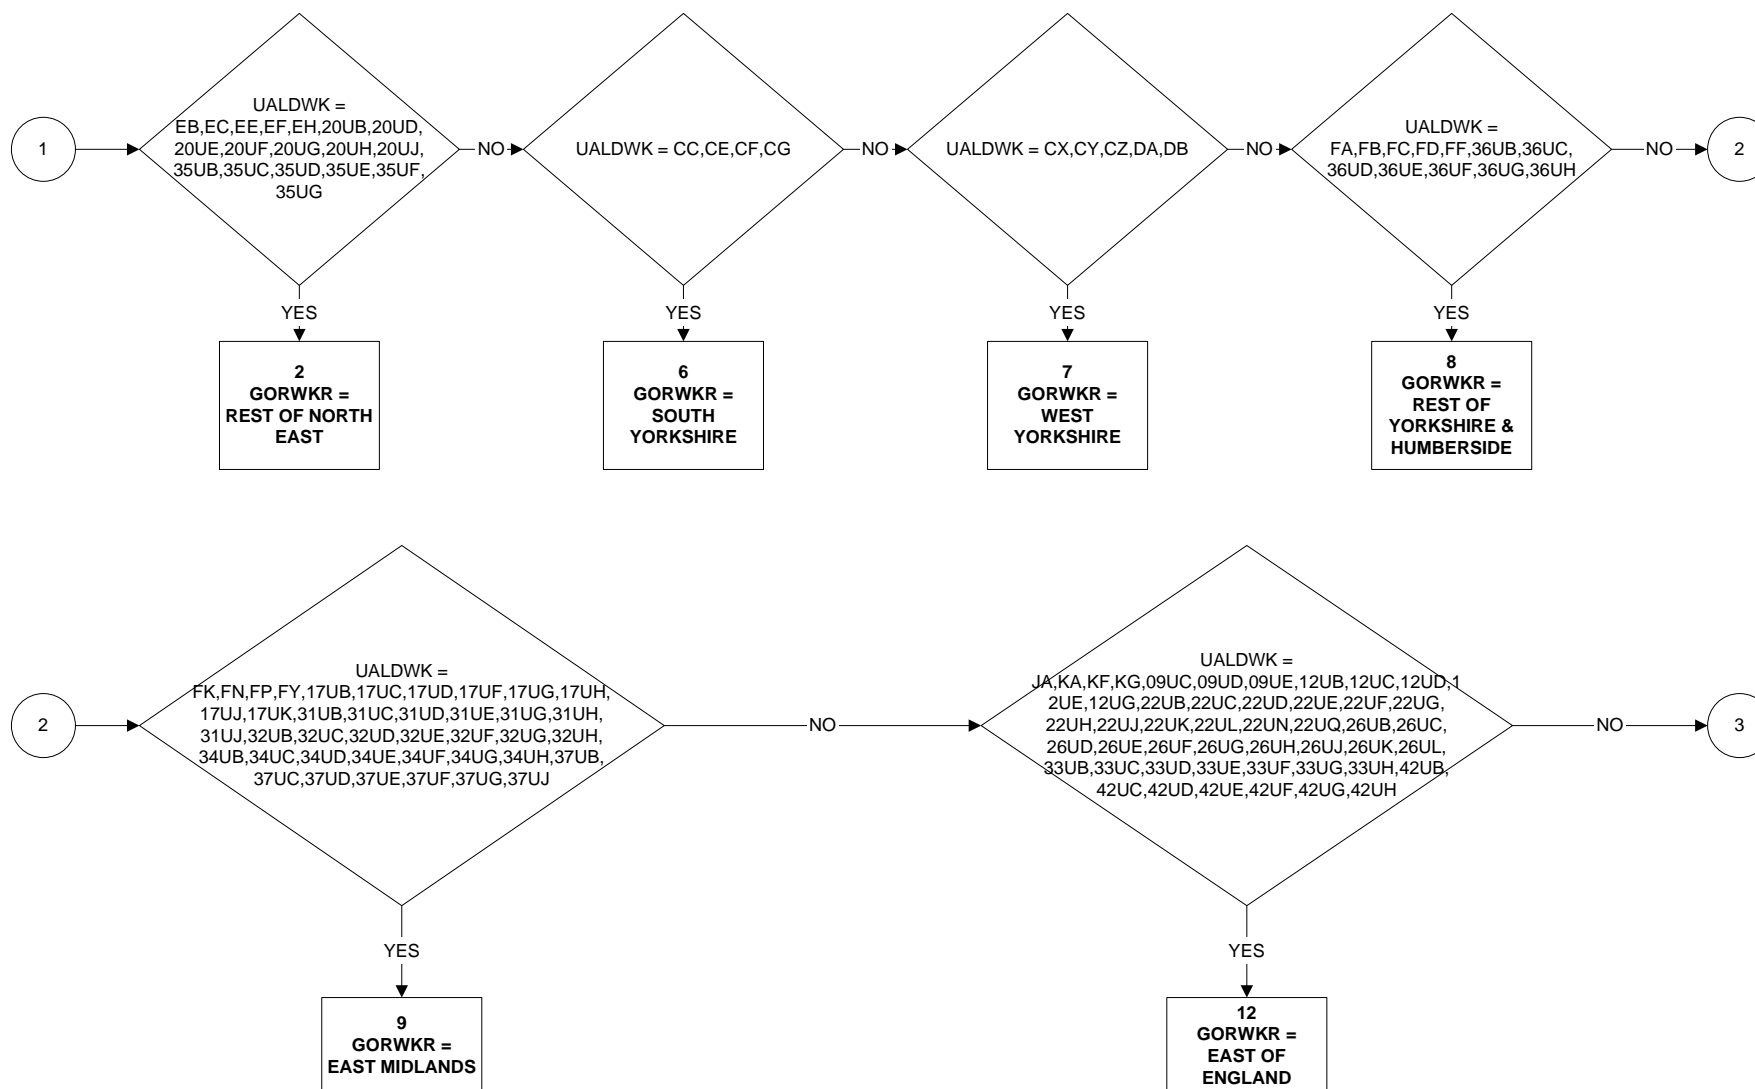 1
UALDWK =
EB,EC,EE,EF,EH,20UB,20UD,
20UE,20UF,20UG,20UH,20UJ,
35UB,35UC,35UD,35UE,35UF,
35UG
NO
UALDWK = CC,CE,CF,CG
NO
UALDWK = CX,CY,CZ,DA,DB
NO
UALDWK =
FA,FB,FC,FD,FF,36UB,36UC,
36UD,36UE,36UF,36UG,36UH
NO
2
YES
YES
YES
YES
2
GORWKR =
REST OF NORTH
EAST
6
GORWKR =
SOUTH
YORKSHIRE
7
GORWKR =
WEST
YORKSHIRE
8
GORWKR =
REST OF
YORKSHIRE &
HUMBERSIDE
2
UALDWK =
FK,FN,FP,FY,17UB,17UC,17UD,17UF,17UG,17UH,
17UJ,17UK,31UB,31UC,31UD,31UE,31UG,31UH,
31UJ,32UB,32UC,32UD,32UE,32UF,32UG,32UH,
34UB,34UC,34UD,34UE,34UF,34UG,34UH,37UB,
37UC,37UD,37UE,37UF,37UG,37UJ
NO
UALDWK =
JA,KA,KF,KG,09UC,09UD,09UE,12UB,12UC,12UD,1
2UE,12UG,22UB,22UC,22UD,22UE,22UF,22UG,
22UH,22UJ,22UK,22UL,22UN,22UQ,26UB,26UC,
26UD,26UE,26UF,26UG,26UH,26UJ,26UK,26UL,
33UB,33UC,33UD,33UE,33UF,33UG,33UH,42UB,
42UC,42UD,42UE,42UF,42UG,42UH
NO
3
YES
YES
9
GORWKR =
EAST MIDLANDS
12
GORWKR =
EAST OF
ENGLAND